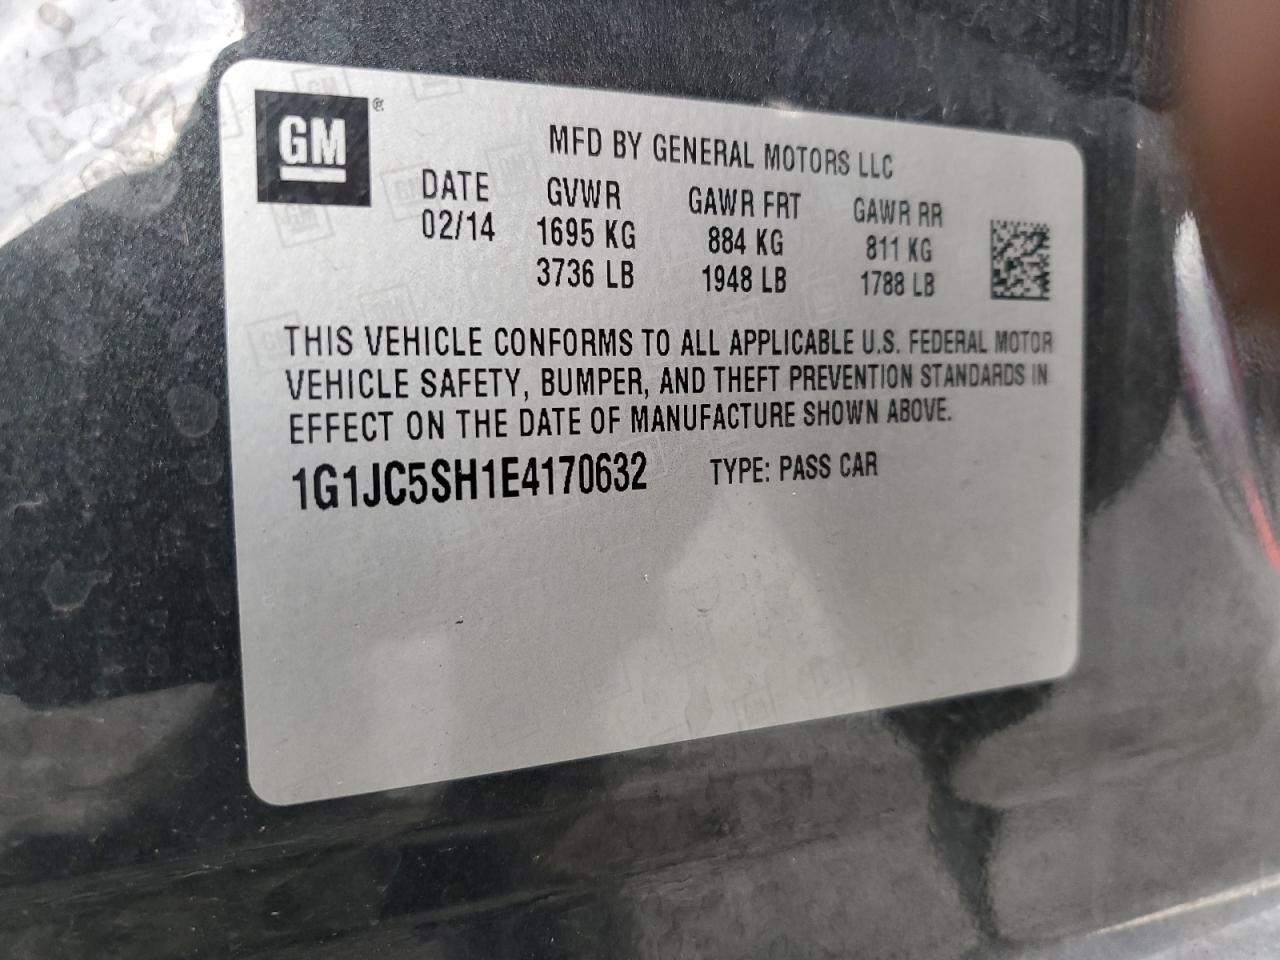 GM®
MFD BY GENERAL MOTORS LLC
DATE GVWR GAWR FRT GAWR RR
02/14 1695 KG 884 KG 811 KG
3736 LB 1948 LB 1788 LB
THIS VEHICLE CONFORMS TO ALL APPLICABLE U.S. FEDERAL MOTOR
VEHICLE SAFETY, BUMPER, AND THEFT PREVENTION STANDARDS IN
EFFECT ON THE DATE OF MANUFACTURE SHOWN ABOVE.
1G1JC5SH1E4170632 TYPE: PASS CAR